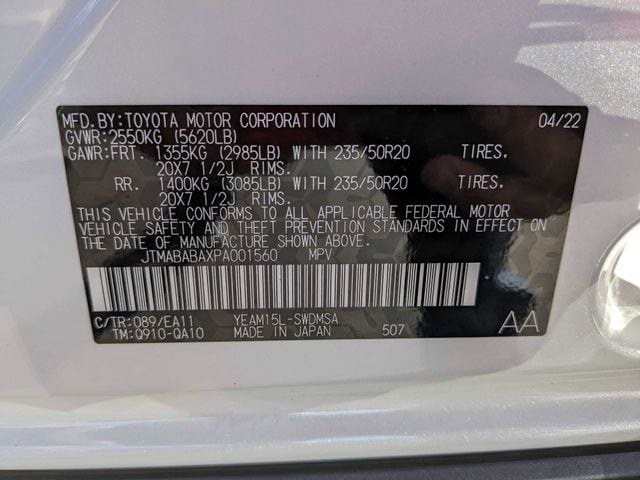 MFD. BY: TOYOTA MOTOR CORPORATION 04/22
GVWR: 2550KG (5620LB)
GAWR: FRT. 1355KG (2985LB) WITH 235/50R20 TIRES.
20X7 1/2J RIMS.
RR. 1400KG (3085LB) WITH 235/50R20 TIRES.
20X7 1/2J RIMS.
THIS VEHICLE CONFORMS TO ALL APPLICABLE FEDERAL MOTOR
VEHICLE SAFETY AND THEFT PREVENTION STANDARDS IN EFFECT ON
THE DATE OF MANUFACTURE SHOWN ABOVE.
JTMABABAXPA001560 MPV
C/TR: 089/EA11 YEAM15L-SWDMSA
TM: Q910-QA10 MADE IN JAPAN 507 AA